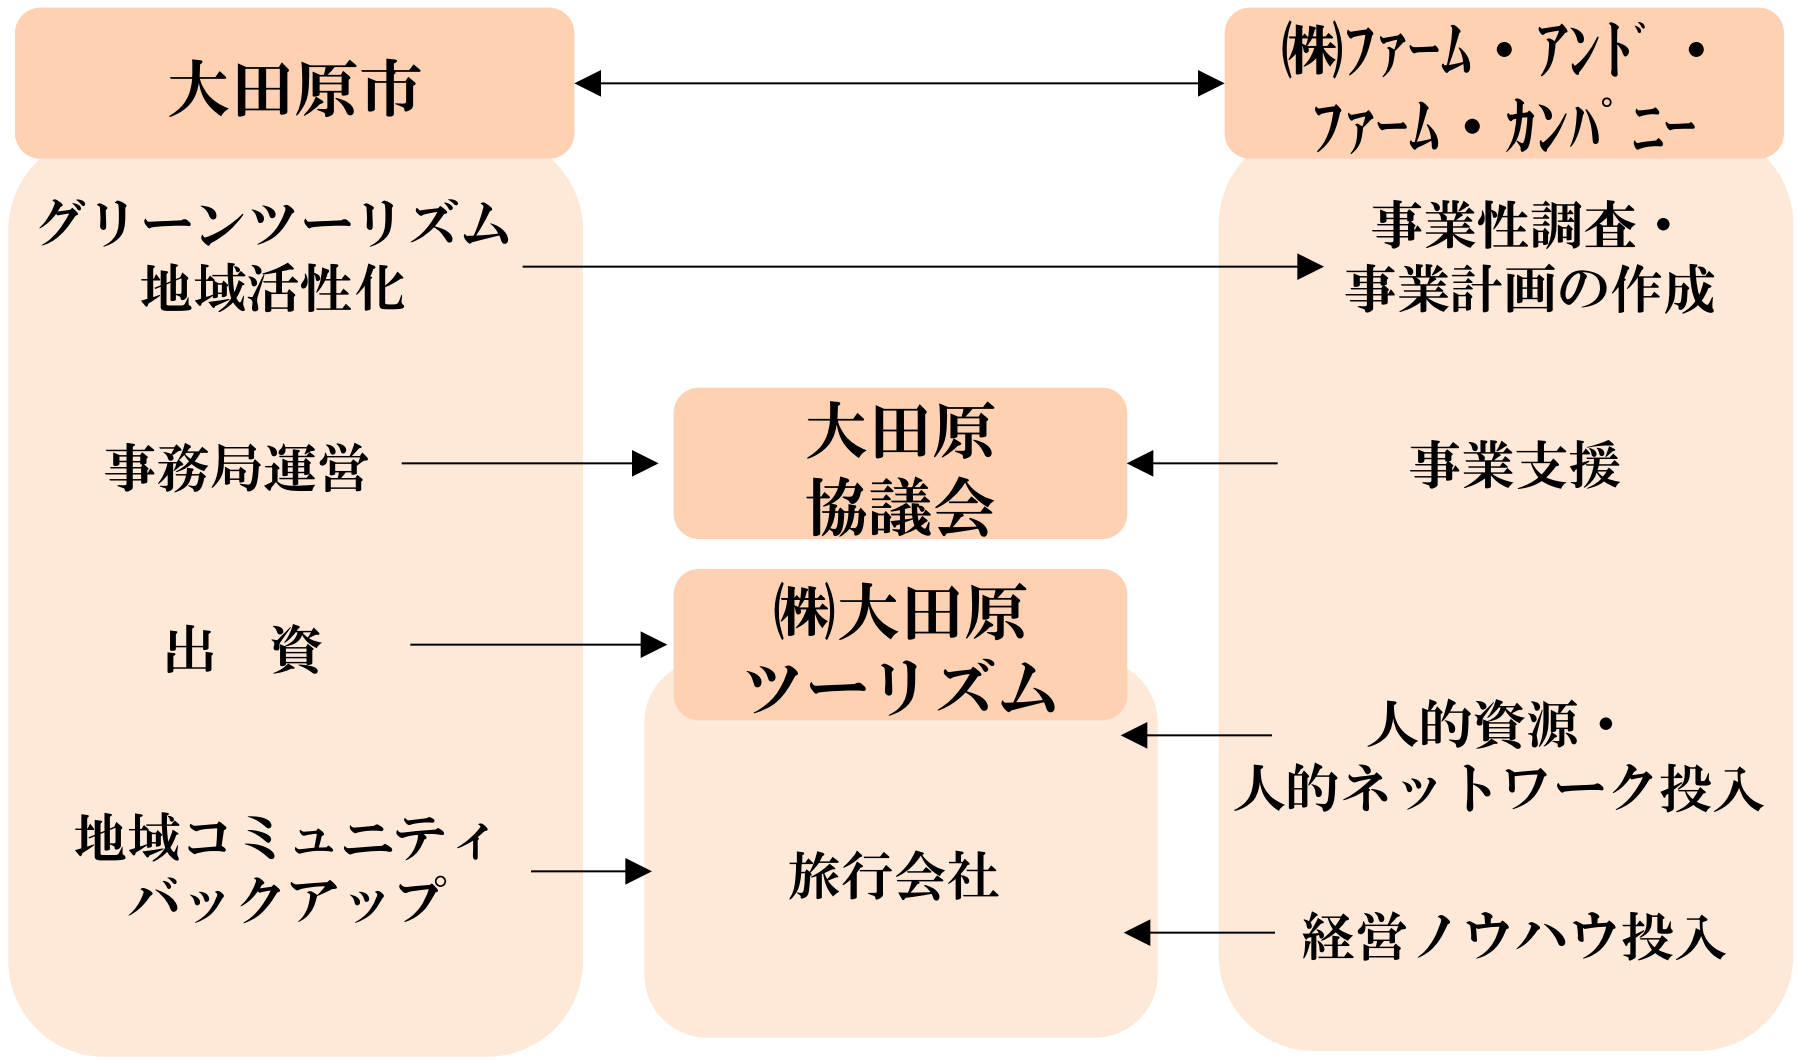 大田原市
㈱ファーム・アンド・
ファーム・カンパニー
グリーンツーリズム
地域活性化
事業性調査・
事業計画の作成
大田原
協議会
事務局運営
事業支援
㈱大田原
ツーリズム
出　資
人的資源・
人的ネットワーク投入
地域コミュニティ
バックアップ
旅行会社
経営ノウハウ投入